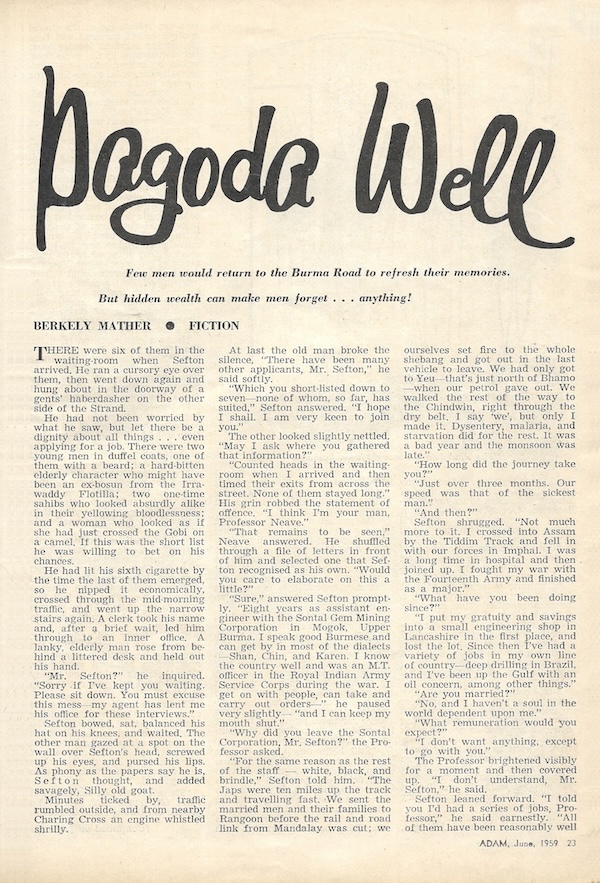 Pagoda Well
Few men would return to the Burma Road to refresh their memories.
But hidden wealth can make men forget . . . anything!
BERKELY MATHER ● FICTION
THERE were six of them in the
waiting-room when Sefton
arrived. He ran a cursory eye over
them, then went down again and
hung about in the doorway of a
gents' haberdasher on the other
side of the Strand.
He had not been worried by
what he saw, but let there be a
dignity about all things . . . even
applying for a job. There were two
young men in duffel coats, one of
them with a beard; a hard-bitten
elderly character who might have
been an ex-bosun from the Irra-
waddy Flotilla; two one-time
sahibs who looked absurdly alike
in their yellowing bloodlessness;
and a woman who looked as if
she had just crossed the Gobi on
a camel. If this was the short list
he was willing to bet on his
chances.
He had lit his sixth cigarette by
the time the last of them emerged,
so he nipped it economically,
crossed through the mid-morning
traffic, and went up the narrow
stairs again. A clerk took his name
and, after a brief wait, led him
through to an inner office. A
lanky, elderly man rose from be-
hind a littered desk and held out
his hand.
"Mr. Sefton?" he inquired.
"Sorry if I've kept you waiting.
Please sit down. You must excuse
this mess—my agent has lent me
his office for these interviews."
Sefton bowed, sat, balanced his
hat on his knees, and waited. The
other man gazed at a spot on the
wall over Sefton's head, screwed
up his eyes, and pursed his lips.
As phony as the papers say he is,
Sefton thought, and added
savagely, Silly old goat.
Minutes ticked by, traffic
rumbled outside, and from nearby
Charing Cross an engine whistled
shrilly.
At last the old man broke the
silence, "There have been many
other applicants, Mr. Sefton," he
said softly.
"Which you short-listed down to
seven—none of whom, so far, has
suited," Sefton answered. "I hope
I shall. I am very keen to join
you."
The other looked slightly nettled.
"May I ask where you gathered
that information?"
"Counted heads in the waiting-
room when I arrived and then
timed their exits from across the
street. None of them stayed long."
His grin robbed the statement of
offence, "I think I'm your man,
Professor Neave."
"That remains to be seen,"
Neave answered. He shuffled
through a file of letters in front
of him and selected one that Sef-
ton recognised as his own. "Would
you care to elaborate on this a
little?"
"Sure," answered Sefton prompt-
ly. "Eight years as assistant en-
gineer with the Sontal Gem Mining
Corporation in Mogok, Upper
Burma. I speak good Burmese and
can get by in most of the dialects
—Shan, Chin, and Karen. I know
the country well and was an M.T.
officer in the Royal Indian Army
Service Corps during the war. I
get on with people, can take and
carry out orders—" he paused
very slightly— "and I can keep my
mouth shut."
"Why did you leave the Sontal
Corporation, Mr. Sefton?" the Pro-
fessor asked.
"For the same reason as the rest
of the staff — white, black, and
brindle," Sefton told him. "The
Japs were ten miles up the track
and travelling fast. We sent the
married men and their families to
Rangoon before the rail and road
link from Mandalay was cut; we
ourselves set fire to the whole
shebang and got out in the last
vehicle to leave. We had only got
to Yeu—that's just north of Bhamo
—when our petrol gave out. We
walked the rest of the way to
the Chindwin, right through the
dry belt. I say 'we', but only I
made it. Dysentery, malaria, and
starvation did for the rest. It was
a bad year and the monsoon was
late."
"How long did the journey take
you?"
"Just over three months. Our
speed was that of the sickest
man."
"And then?"
Sefton shrugged. "Not much
more to it. I crossed into Assam
by the Tiddim Track and fell in
with our forces in Imphal. I was
a long time in hospital and then
joined up. I fought my war with
the Fourteenth Army and finished
as a major."
"What have you been doing
since?"
"I put my gratuity and savings
into a small engineering shop in
Lancashire in the first place, and
lost the lot. Since then I've had a
variety of jobs in my own line
of country—deep drilling in Brazil,
and I've been up the Gulf with an
oil concern, among other things."
"Are you married?"
"No, and I haven't a soul in the
world dependent upon me."
"What remuneration would you
expect?"
"I don't want anything, except
to go with you."
The Professor brightened visibly
for a moment and then covered
up. "I don't understand, Mr.
Sefton," he said.
Sefton leaned forward. "I told
you I'd had a series of jobs, Pro-
fessor," he said earnestly. "All
of them have been reasonably well
ADAM, June, 1959 23